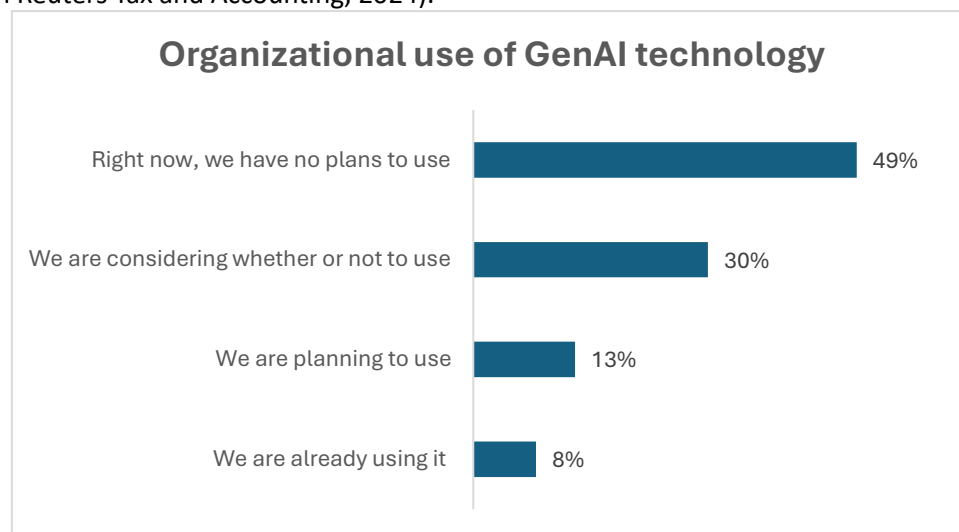 Reuters Tax and Accounting, 2024).
Organizational use of GenAI technology
Right now, we have no plans to use
49%
We are considering whether or not to use
30%
We are planning to use
13%
We are already using it
8%